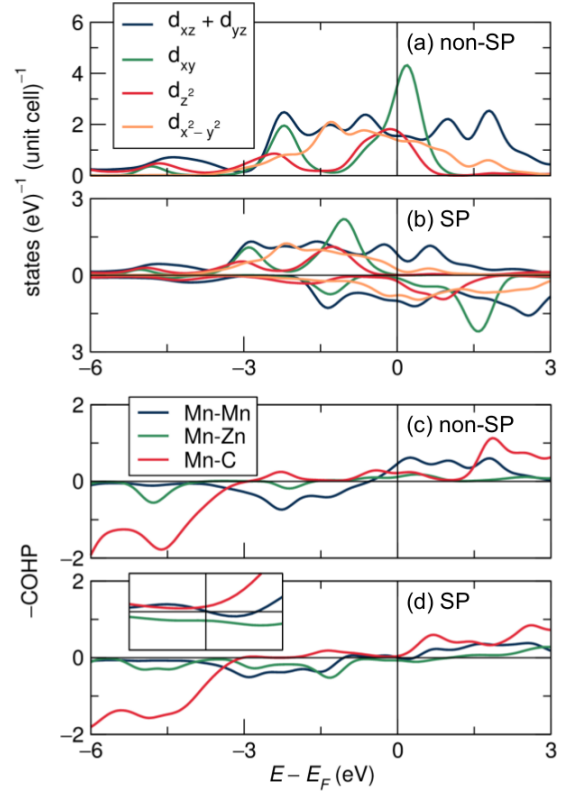 6
4
2
0
d_xz + d_yz
d_xy
d_z²
d_x²−y²
(a) non-SP
3
0
3
(b) SP
−6
−3
0
3
states (eV)⁻¹ (unit cell)⁻¹
−2
0
−2
Mn-Mn
Mn-Zn
Mn-C
(c) non-SP
2
0
2
(d) SP
−6
−3
0
3
−COHP
E − E_F (eV)